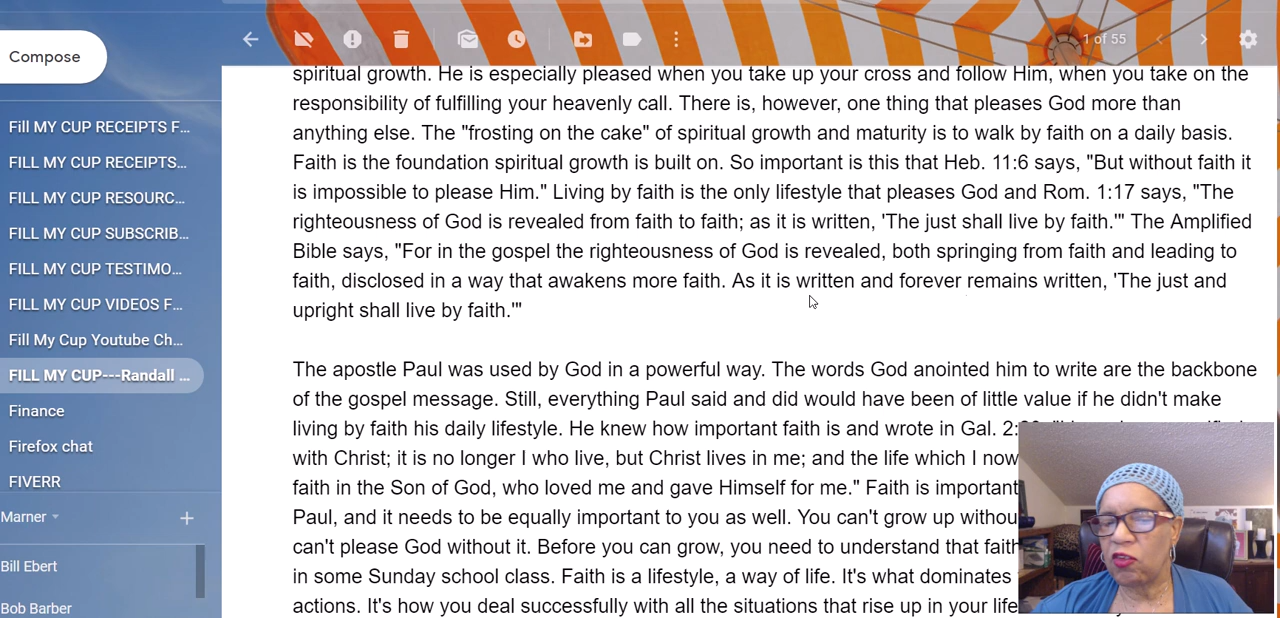 Compose
1 of 55
Fill MY CUP RECEIPTS F...
FILL MY CUP RECEIPTS...
FILL MY CUP RESOURC...
FILL MY CUP SUBSCRIB...
FILL MY CUP TESTIMO...
FILL MY CUP VIDEOS F...
Fill My Cup Youtube Ch...
FILL MY CUP---Randall ...
Finance
Firefox chat
FIVERR
Marner
Bill Ebert
Bob Barber
spiritual growth. He is especially pleased when you take up your cross and follow Him, when you take on the
responsibility of fulfilling your heavenly call. There is, however, one thing that pleases God more than
anything else. The "frosting on the cake" of spiritual growth and maturity is to walk by faith on a daily basis.
Faith is the foundation spiritual growth is built on. So important is this that Heb. 11:6 says, "But without faith it
is impossible to please Him." Living by faith is the only lifestyle that pleases God and Rom. 1:17 says, "The
righteousness of God is revealed from faith to faith; as it is written, 'The just shall live by faith.'" The Amplified
Bible says, "For in the gospel the righteousness of God is revealed, both springing from faith and leading to
faith, disclosed in a way that awakens more faith. As it is written and forever remains written, 'The just and
upright shall live by faith.'"
The apostle Paul was used by God in a powerful way. The words God anointed him to write are the backbone
of the gospel message. Still, everything Paul said and did would have been of little value if he didn't make
living by faith his daily lifestyle. He knew how important faith is and wrote in Gal.
with Christ; it is no longer I who live, but Christ lives in me; and the life which I now
faith in the Son of God, who loved me and gave Himself for me." Faith is important
Paul, and it needs to be equally important to you as well. You can't grow up withou
can't please God without it. Before you can grow, you need to understand that faith
in some Sunday school class. Faith is a lifestyle, a way of life. It's what dominates
actions. It's how you deal successfully with all the situations that rise up in your life